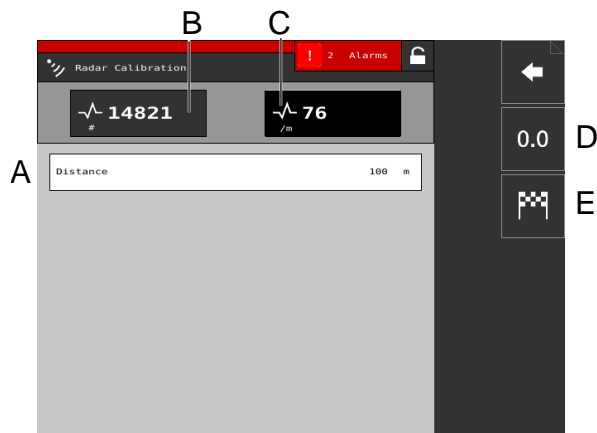 B C
Radar Calibration ! 2 Alarms
14821 76
# /m
0.0 D
A Distance 100 m
E